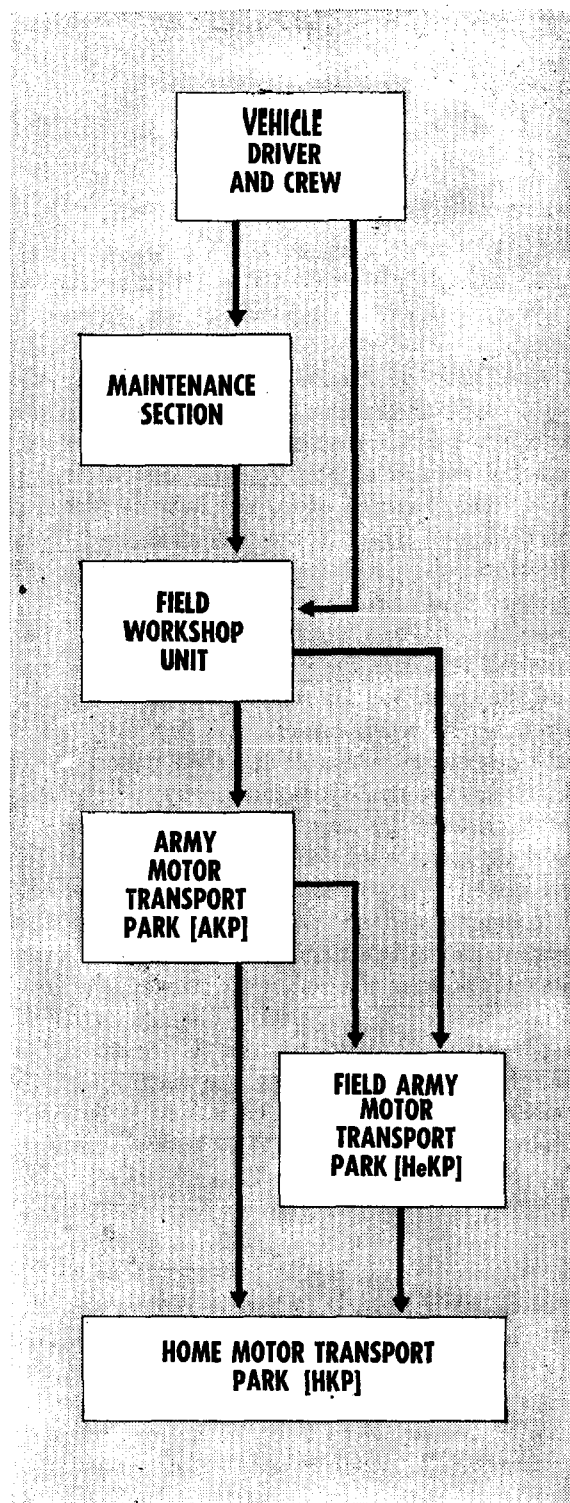 VEHICLE
DRIVER
AND CREW
MAINTENANCE
SECTION
FIELD
WORKSHOP
UNIT
ARMY
MOTOR
TRANSPORT
PARK [AKP]
FIELD ARMY
MOTOR
TRANSPORT
PARK [HeKP]
HOME MOTOR TRANSPORT
PARK [HKP]